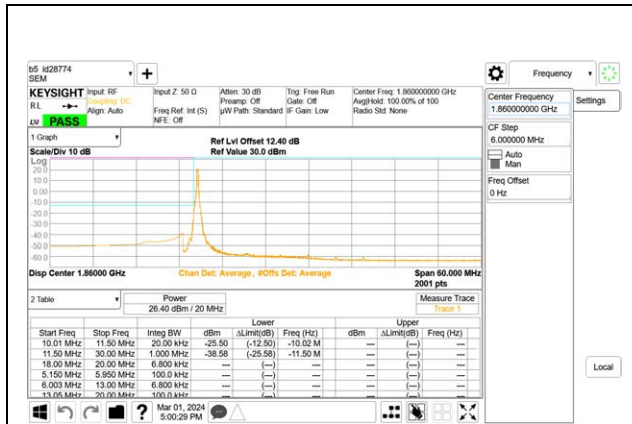 b5 id28774
SEM
Frequency
KEYSIGHT
Input: RF
Coupling: DC
Align: Auto
Input Z: 50 Ω
Freq Ref: Int (S)
NFE: Off
Atten: 30 dB
Preamp: Off
µW Path: Standard
Trig: Free Run
Gate: Off
IF Gain: Low
Center Freq: 1.860000000 GHz
Avg|Hold: 100.00% of 100
Radio Std: None
RL
PASS
Center Frequency
1.860000000 GHz
Settings
CF Step
6.000000 MHz
Auto
Man
Freq Offset
0 Hz
1 Graph
Scale/Div 10 dB
Ref Lvl Offset 12.40 dB
Ref Value 30.0 dBm
Log
20.0
10.0
0.00
-10.0
-20.0
-30.0
-40.0
-50.0
-60.0
Disp Center 1.86000 GHz
Chan Det: Average , #Offs Det: Average
Span 60.000 MHz
2001 pts
2 Table
Power
26.40 dBm / 20 MHz
Measure Trace
Trace 1
Lower Upper
Start Freq Stop Freq Integ BW dBm ΔLimit(dB) Freq (Hz) dBm ΔLimit(dB) Freq (Hz)
10.01 MHz 11.50 MHz 20.00 kHz -25.50 (-12.50) -10.02 M --- (---) ---
11.50 MHz 30.00 MHz 1.000 MHz -38.58 (-25.58) -11.50 M --- (---) ---
18.00 MHz 20.00 MHz 6.800 kHz --- (---) --- --- (---) ---
5.150 MHz 5.950 MHz 6.800 kHz --- (---) --- --- (---) ---
6.003 MHz 13.00 MHz 6.800 kHz --- (---) --- --- (---) ---
13.05 MHz 20.00 MHz 100.0 kHz --- (---) --- --- (---) ---
Local
Mar 01, 2024
5:00:29 PM